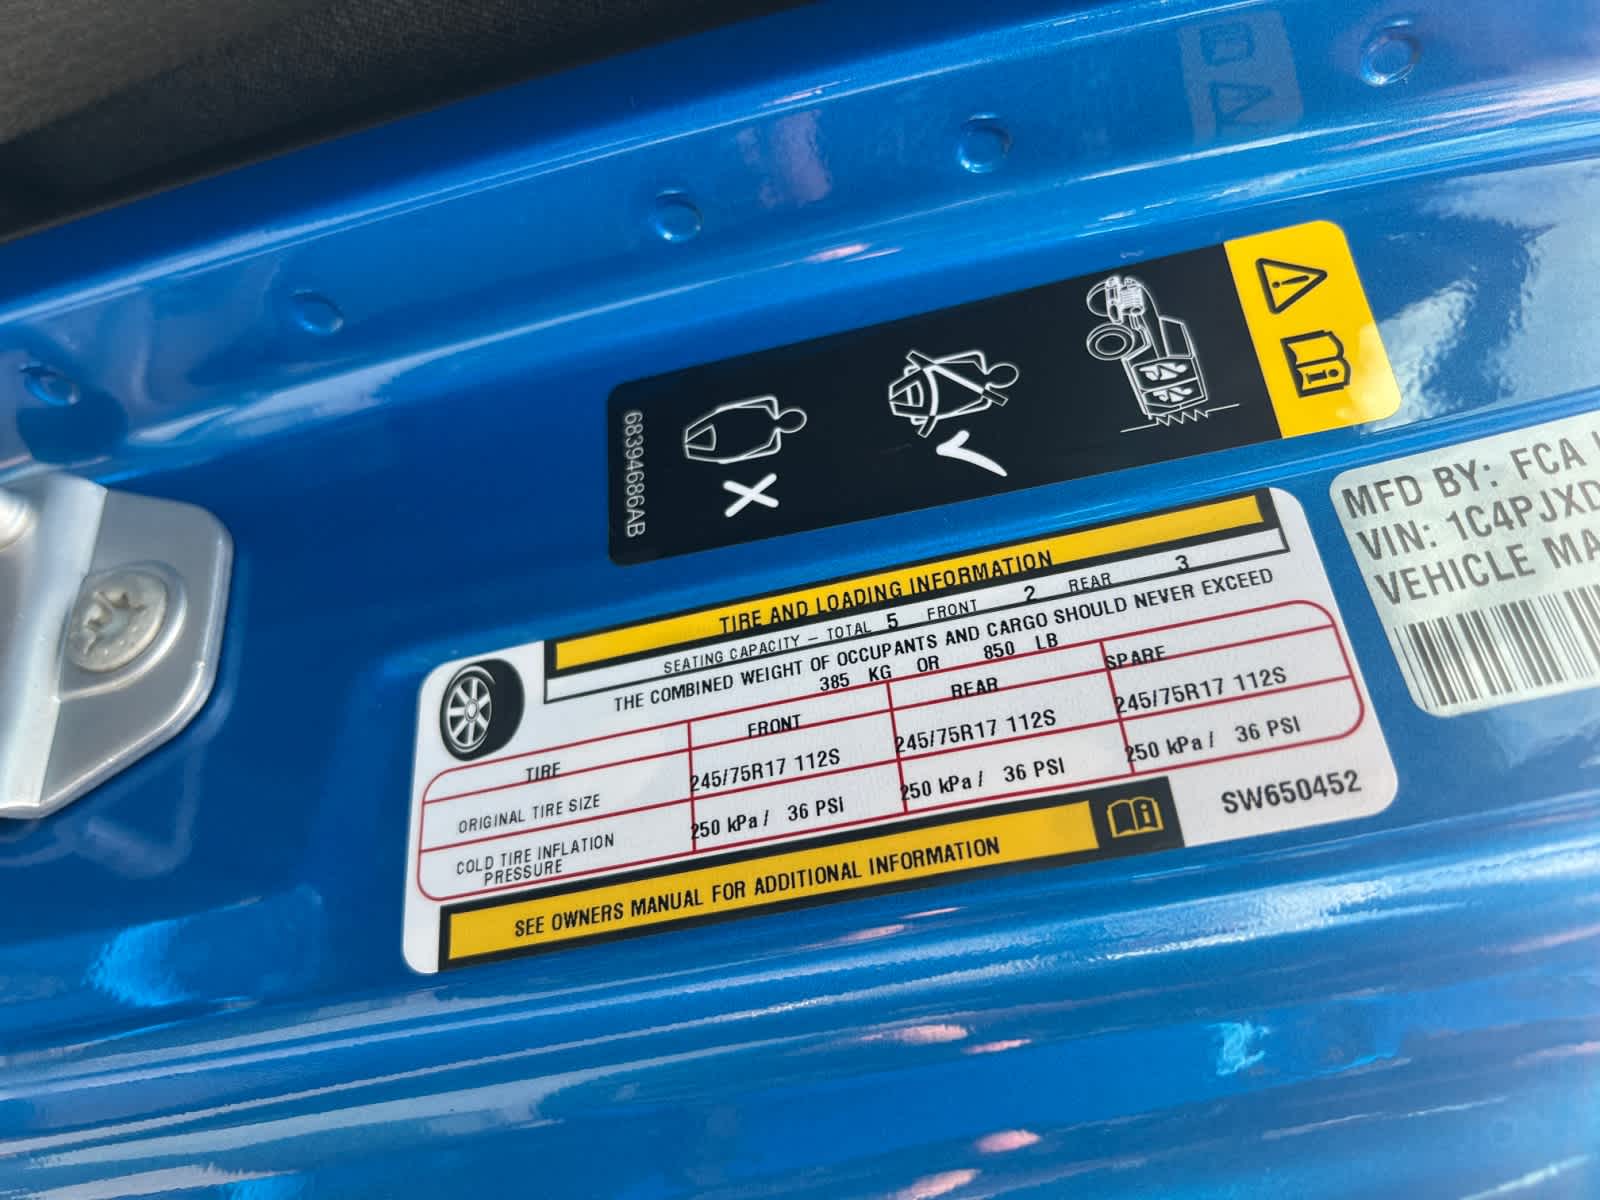 68394686AB
MFD BY: FCA
VIN: 1C4PJXD
VEHICLE MA
TIRE AND LOADING INFORMATION
SEATING CAPACITY – TOTAL 5 FRONT 2 REAR 3
THE COMBINED WEIGHT OF OCCUPANTS AND CARGO SHOULD NEVER EXCEED
385 KG OR 850 LB
TIRE FRONT REAR SPARE
ORIGINAL TIRE SIZE 245/75R17 112S 245/75R17 112S 245/75R17 112S
COLD TIRE INFLATION
PRESSURE 250 kPa / 36 PSI 250 kPa / 36 PSI 250 kPa / 36 PSI
SEE OWNERS MANUAL FOR ADDITIONAL INFORMATION
SW650452